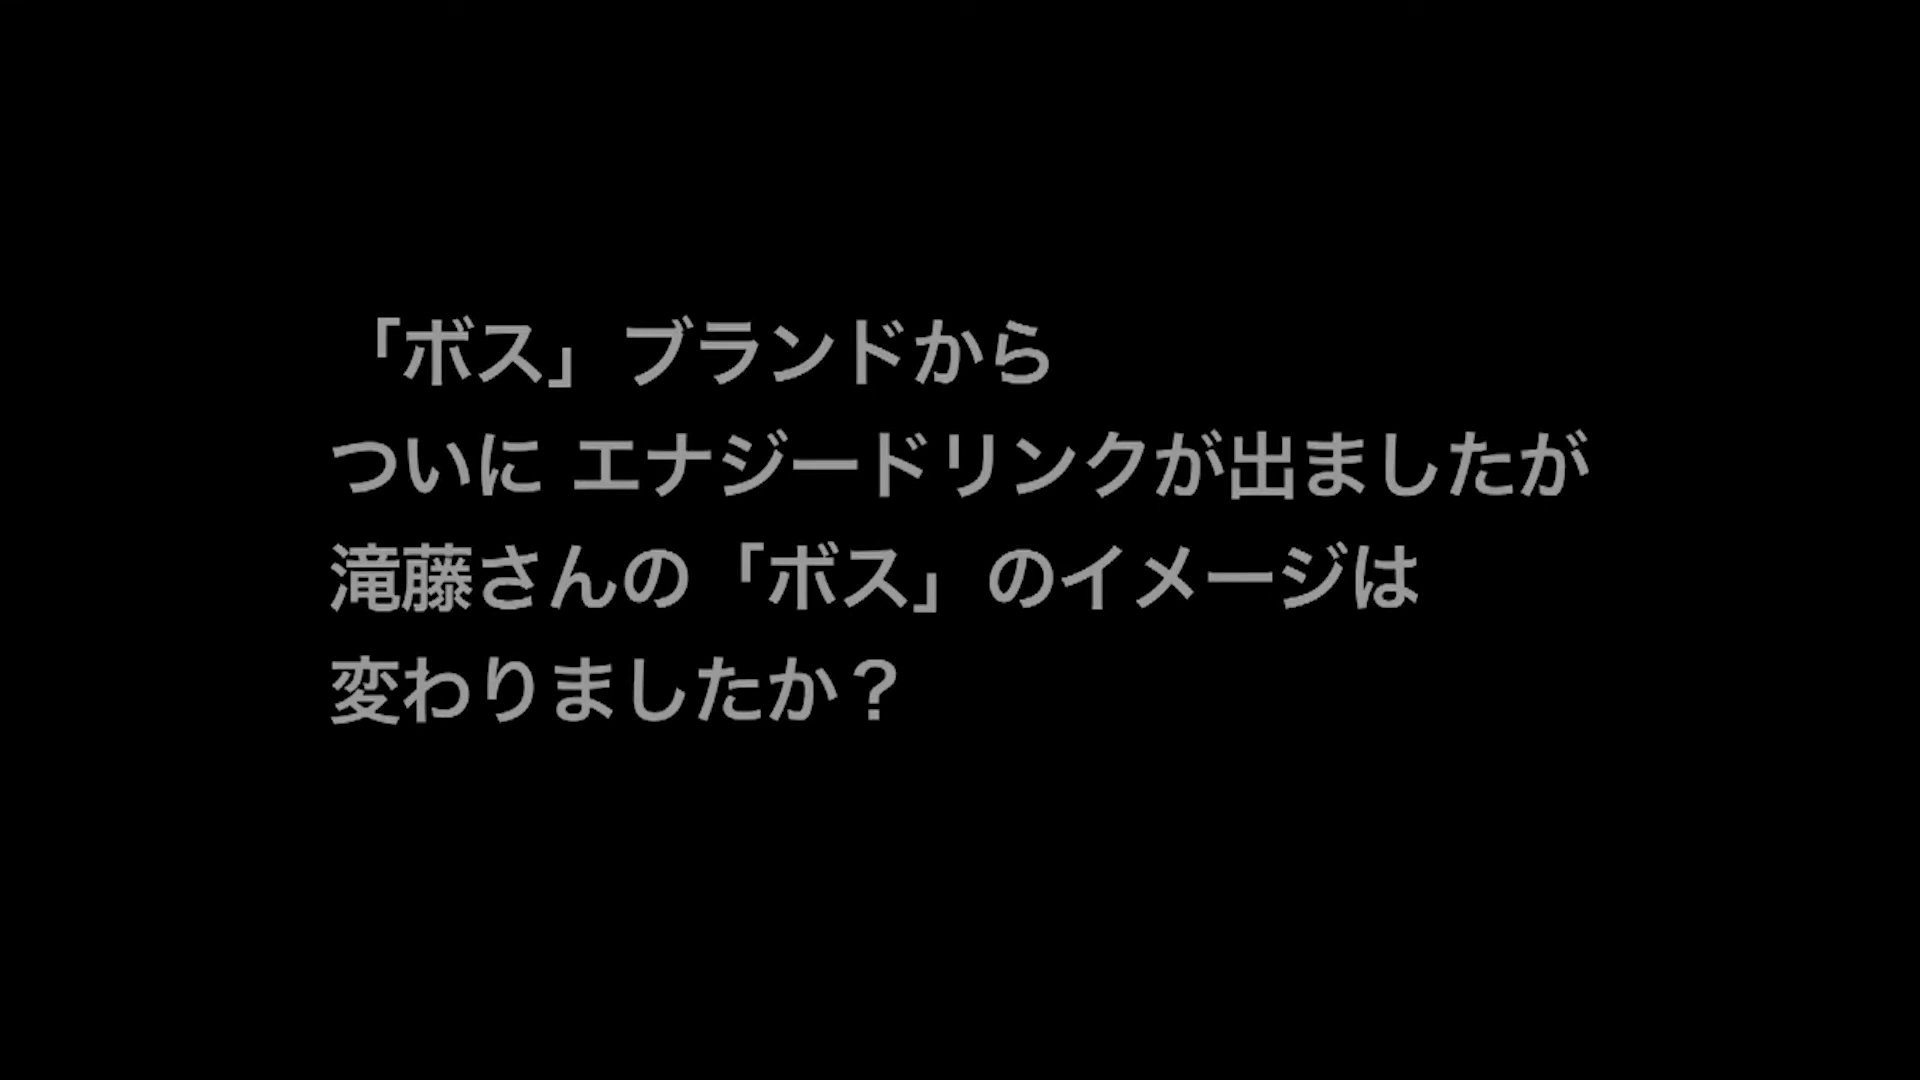 「ボス」ブランドから
ついに エナジードリンクが出ましたが
滝藤さんの「ボス」のイメージは
変わりましたか？